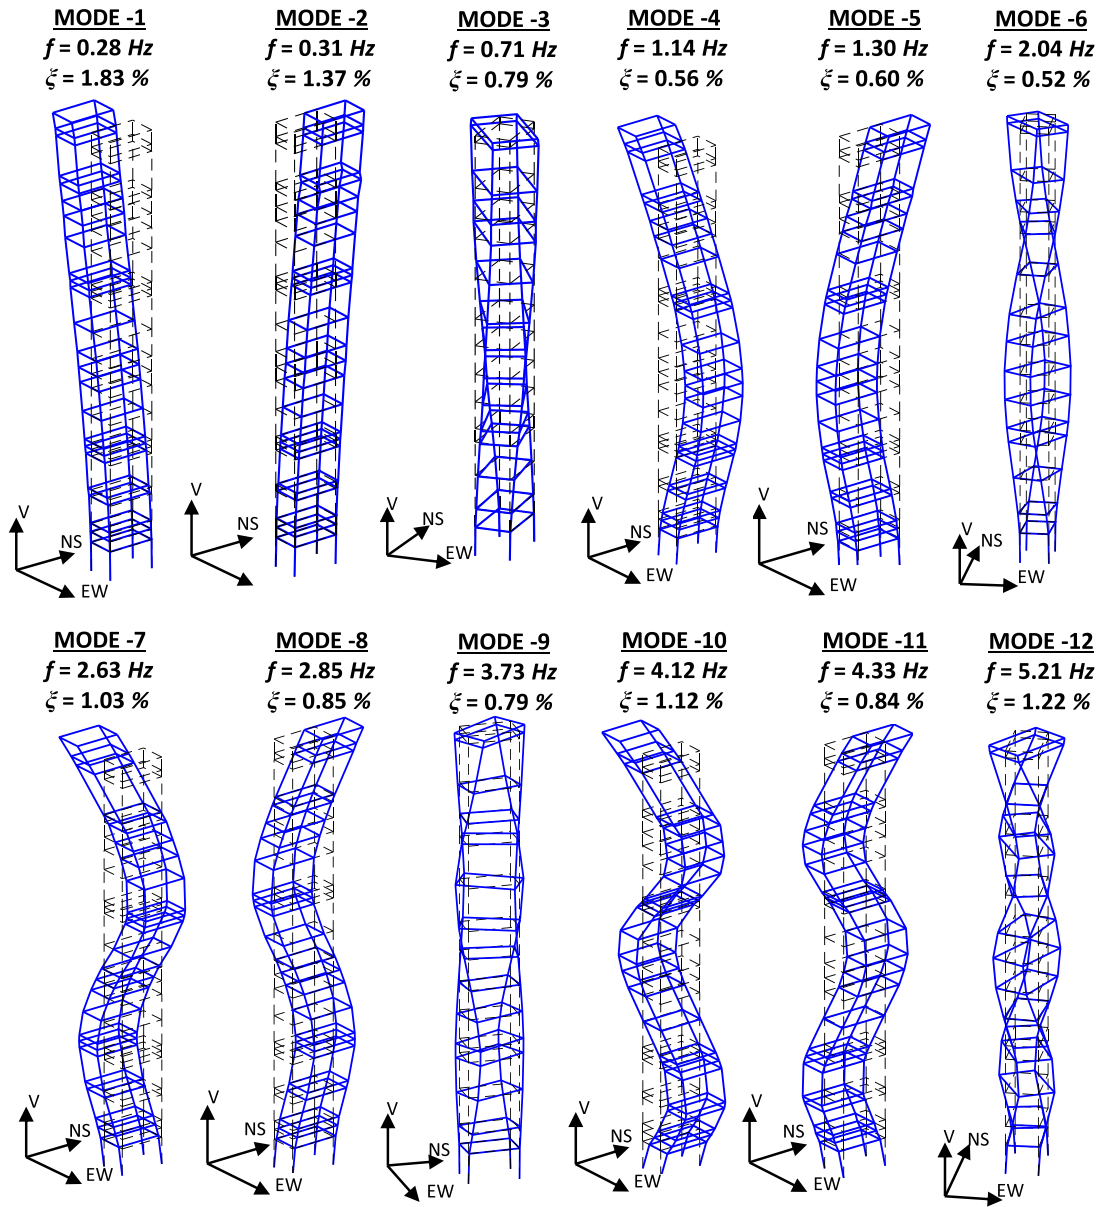 MODE -1
f = 0.28 Hz
ξ = 1.83 %
MODE -2
f = 0.31 Hz
ξ = 1.37 %
MODE -3
f = 0.71 Hz
ξ = 0.79 %
MODE -4
f = 1.14 Hz
ξ = 0.56 %
MODE -5
f = 1.30 Hz
ξ = 0.60 %
MODE -6
f = 2.04 Hz
ξ = 0.52 %
V
NS
EW
V
NS
V
NS
EW
V
NS
EW
V
NS
EW
V
NS
EW
MODE -7
f = 2.63 Hz
ξ = 1.03 %
MODE -8
f = 2.85 Hz
ξ = 0.85 %
MODE -9
f = 3.73 Hz
ξ = 0.79 %
MODE -10
f = 4.12 Hz
ξ = 1.12 %
MODE -11
f = 4.33 Hz
ξ = 0.84 %
MODE -12
f = 5.21 Hz
ξ = 1.22 %
V
NS
EW
V
NS
EW
V
NS
EW
V
NS
EW
V
NS
EW
V
NS
EW